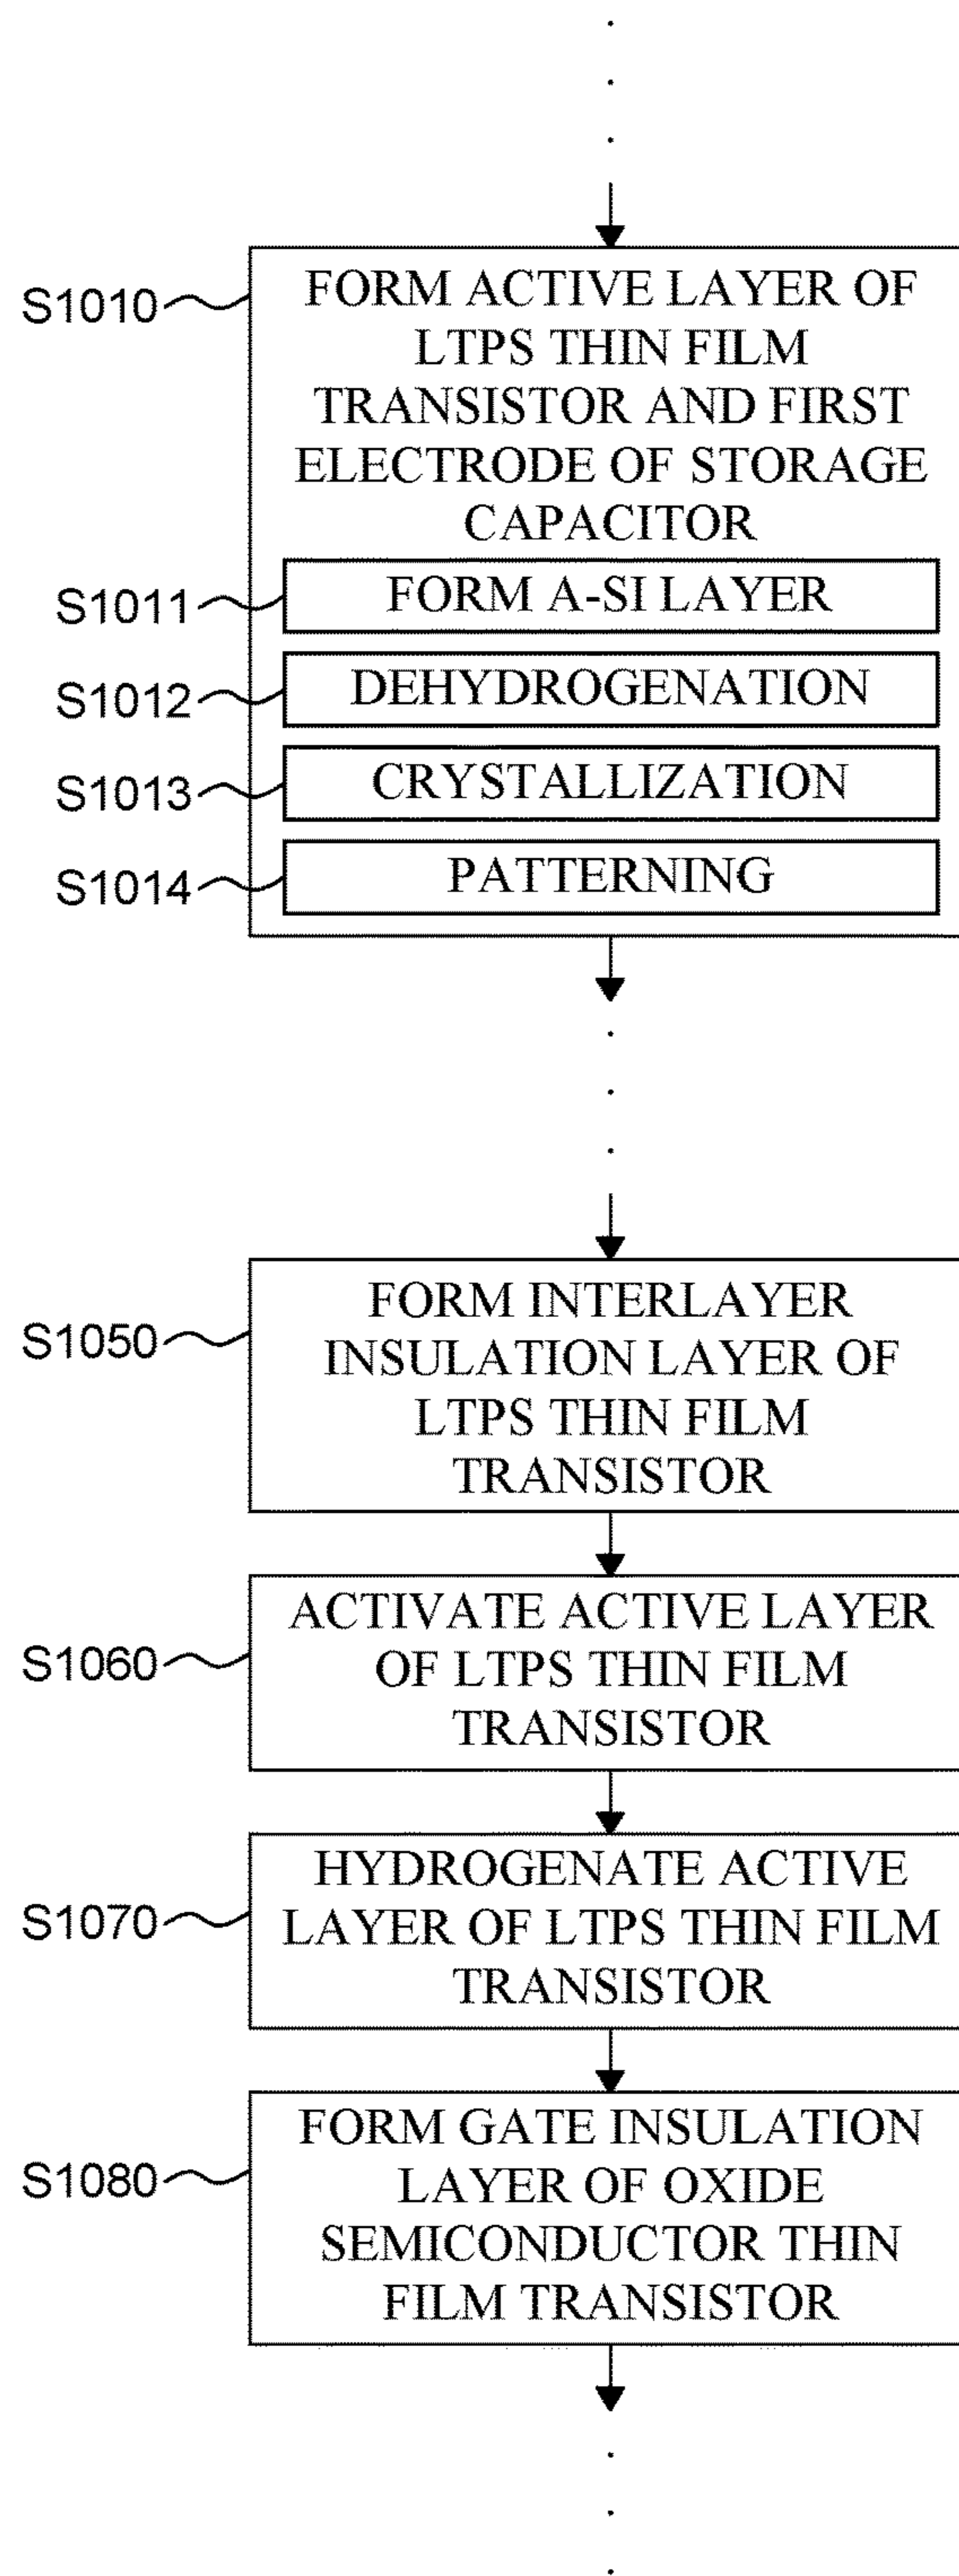 S1010
FORM ACTIVE LAYER OF
LTPS THIN FILM
TRANSISTOR AND FIRST
ELECTRODE OF STORAGE
CAPACITOR
S1011
FORM A-SI LAYER
S1012
DEHYDROGENATION
S1013
CRYSTALLIZATION
S1014
PATTERNING
S1050
FORM INTERLAYER
INSULATION LAYER OF
LTPS THIN FILM
TRANSISTOR
S1060
ACTIVATE ACTIVE LAYER
OF LTPS THIN FILM
TRANSISTOR
S1070
HYDROGENATE ACTIVE
LAYER OF LTPS THIN FILM
TRANSISTOR
S1080
FORM GATE INSULATION
LAYER OF OXIDE
SEMICONDUCTOR THIN
FILM TRANSISTOR